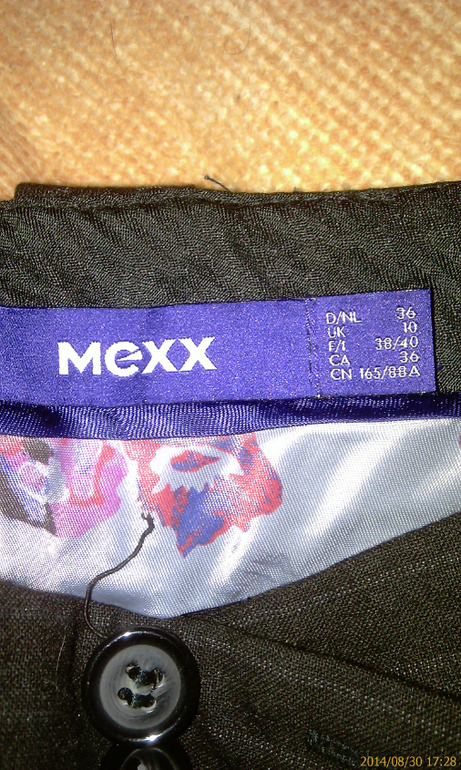 mexx
D/NL 36
UK 10
F/I 38/40
CA 36
CN 165/88A
2014/08/30 17:28